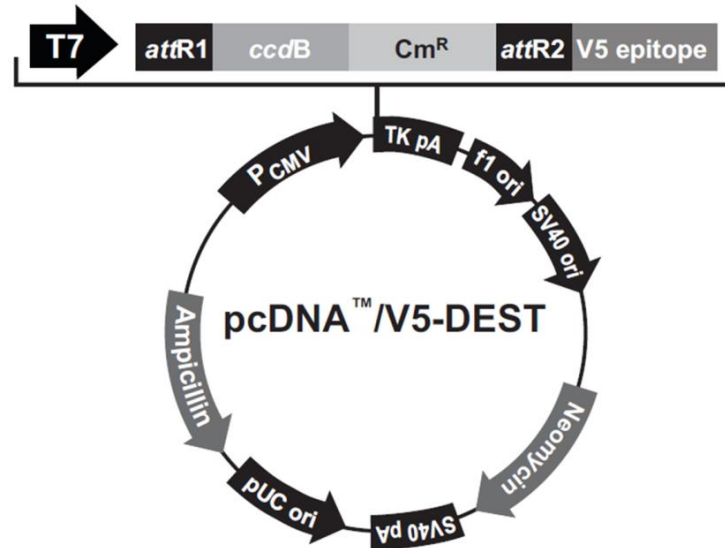 T7 attR1 ccdB Cmᴿ attR2 V5 epitope
PCMV
TK pA
f1 ori
SV40 ori
pcDNA™/V5-DEST
Neomycin
SV40 pA
pUC ori
Ampicillin